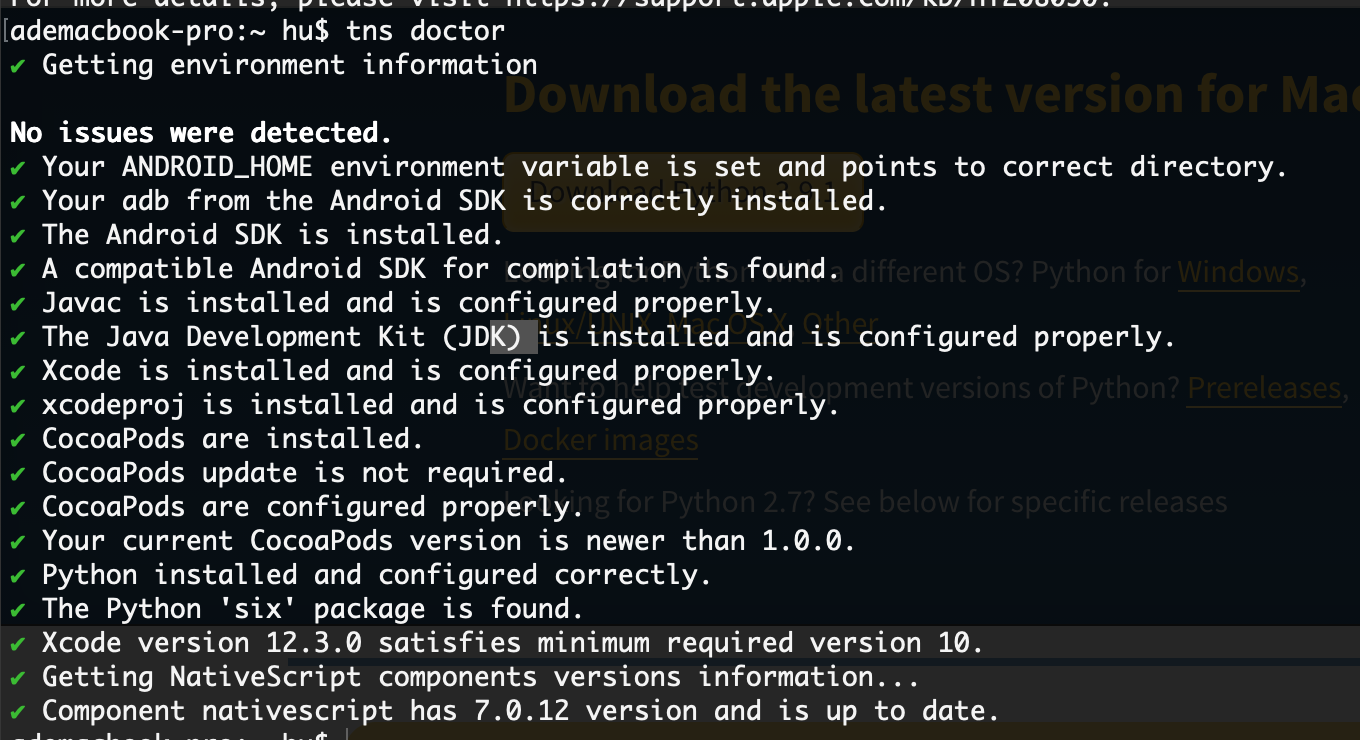 For more details, please visit https://support.apple.com/kb/HT208050.
ademacbook-pro:~ hu$ tns doctor
✔ Getting environment information
Download the latest version for Mac
No issues were detected.
✔ Your ANDROID_HOME environment variable is set and points to correct directory.
Download Python 3.9.1
✔ Your adb from the Android SDK is correctly installed.
✔ The Android SDK is installed.
✔ A compatible Android SDK for compilation is found.
Looking for Python with a different OS? Python for Windows,
✔ Javac is installed and is configured properly.
Linux/UNIX, Mac OS X, Other
✔ The Java Development Kit (JDK) is installed and is configured properly.
✔ Xcode is installed and is configured properly.
Want to help test development versions of Python? Prereleases,
✔ xcodeproj is installed and is configured properly.
✔ CocoaPods are installed.
Docker images
✔ CocoaPods update is not required.
✔ CocoaPods are configured properly.
Looking for Python 2.7? See below for specific releases
✔ Your current CocoaPods version is newer than 1.0.0.
✔ Python installed and configured correctly.
✔ The Python 'six' package is found.
✔ Xcode version 12.3.0 satisfies minimum required version 10.
✔ Getting NativeScript components versions information...
✔ Component nativescript has 7.0.12 version and is up to date.
ademacbook-pro:~ hu$